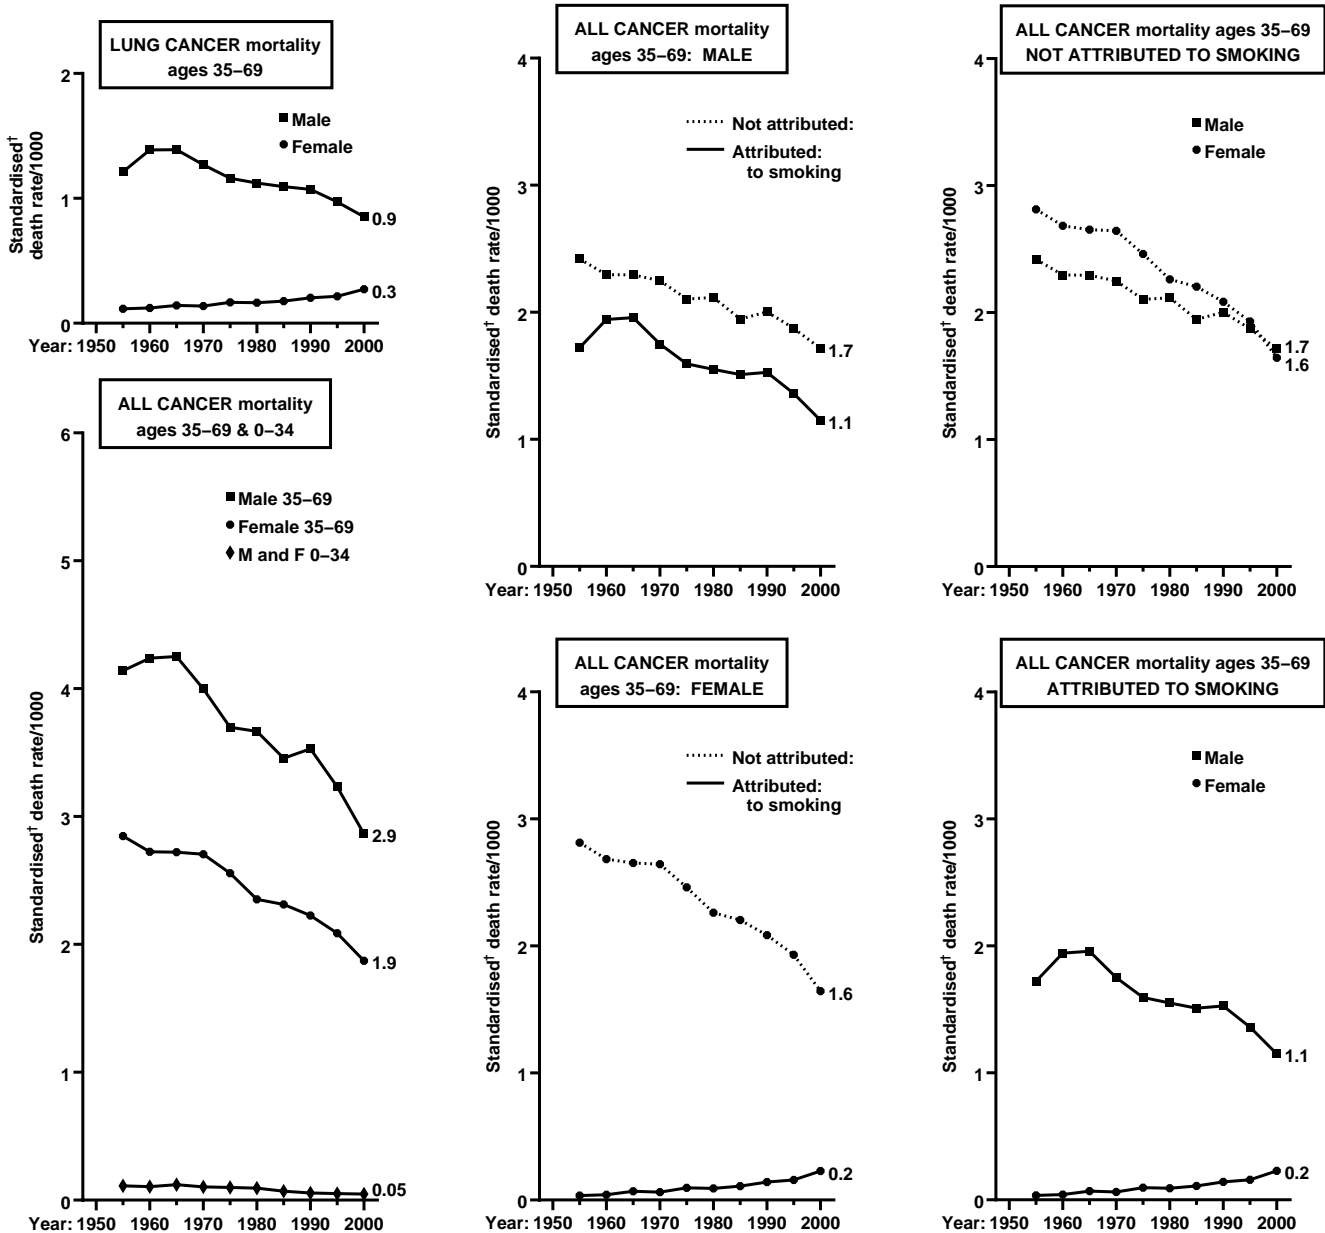 LUNG CANCER mortality
ages 35–69
2
1
0
Standardised†
death rate/1000
Male
Female
0.9
0.3
Year: 1950 1960 1970 1980 1990 2000
ALL CANCER mortality
ages 35–69 & 0–34
6
5
4
3
2
1
0
Standardised† death rate/1000
Male 35–69
Female 35–69
M and F 0–34
2.9
1.9
0.05
Year: 1950 1960 1970 1980 1990 2000
ALL CANCER mortality
ages 35–69: MALE
4
3
2
1
0
Standardised† death rate/1000
Not attributed:
Attributed:
to smoking
1.7
1.1
Year: 1950 1960 1970 1980 1990 2000
ALL CANCER mortality
ages 35–69: FEMALE
4
3
2
1
0
Standardised† death rate/1000
Not attributed:
Attributed:
to smoking
1.6
0.2
Year: 1950 1960 1970 1980 1990 2000
ALL CANCER mortality ages 35–69
NOT ATTRIBUTED TO SMOKING
4
3
2
1
0
Standardised† death rate/1000
Male
Female
1.7
1.6
Year: 1950 1960 1970 1980 1990 2000
ALL CANCER mortality ages 35–69
ATTRIBUTED TO SMOKING
4
3
2
1
0
Standardised† death rate/1000
Male
Female
1.1
0.2
Year: 1950 1960 1970 1980 1990 2000